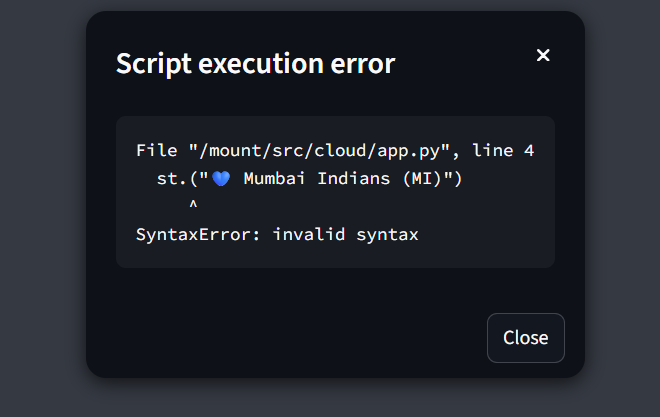 Script execution error
File "/mount/src/cloud/app.py", line 4
st.("💙 Mumbai Indians (MI)")
^
SyntaxError: invalid syntax
Close